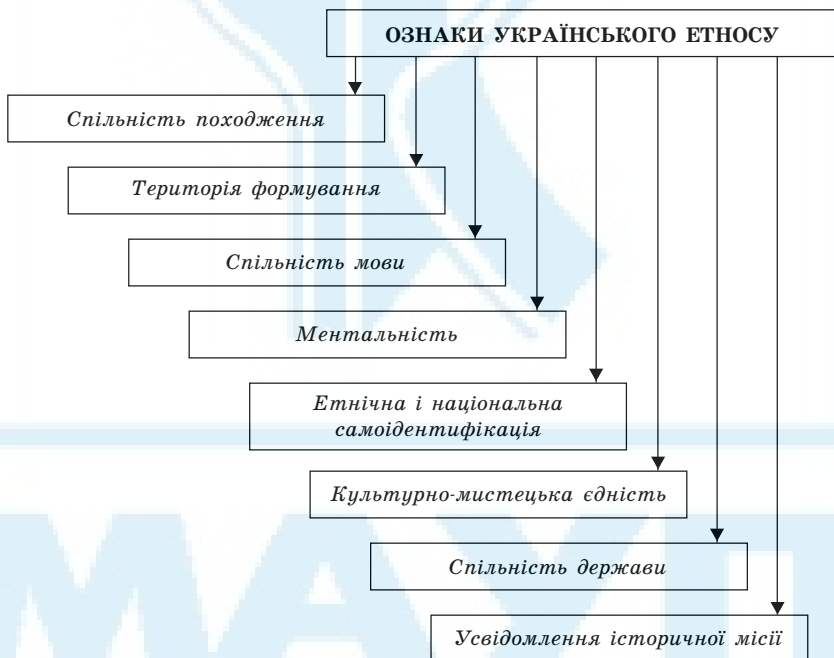 ОЗНАКИ УКРАЇНСЬКОГО ЕТНОСУ
Спільність походження
Територія формування
Спільність мови
Ментальність
Етнічна і національна
самоідентифікація
Культурно-мистецька єдність
Спільність держави
Усвідомлення історичної місії
МАУП